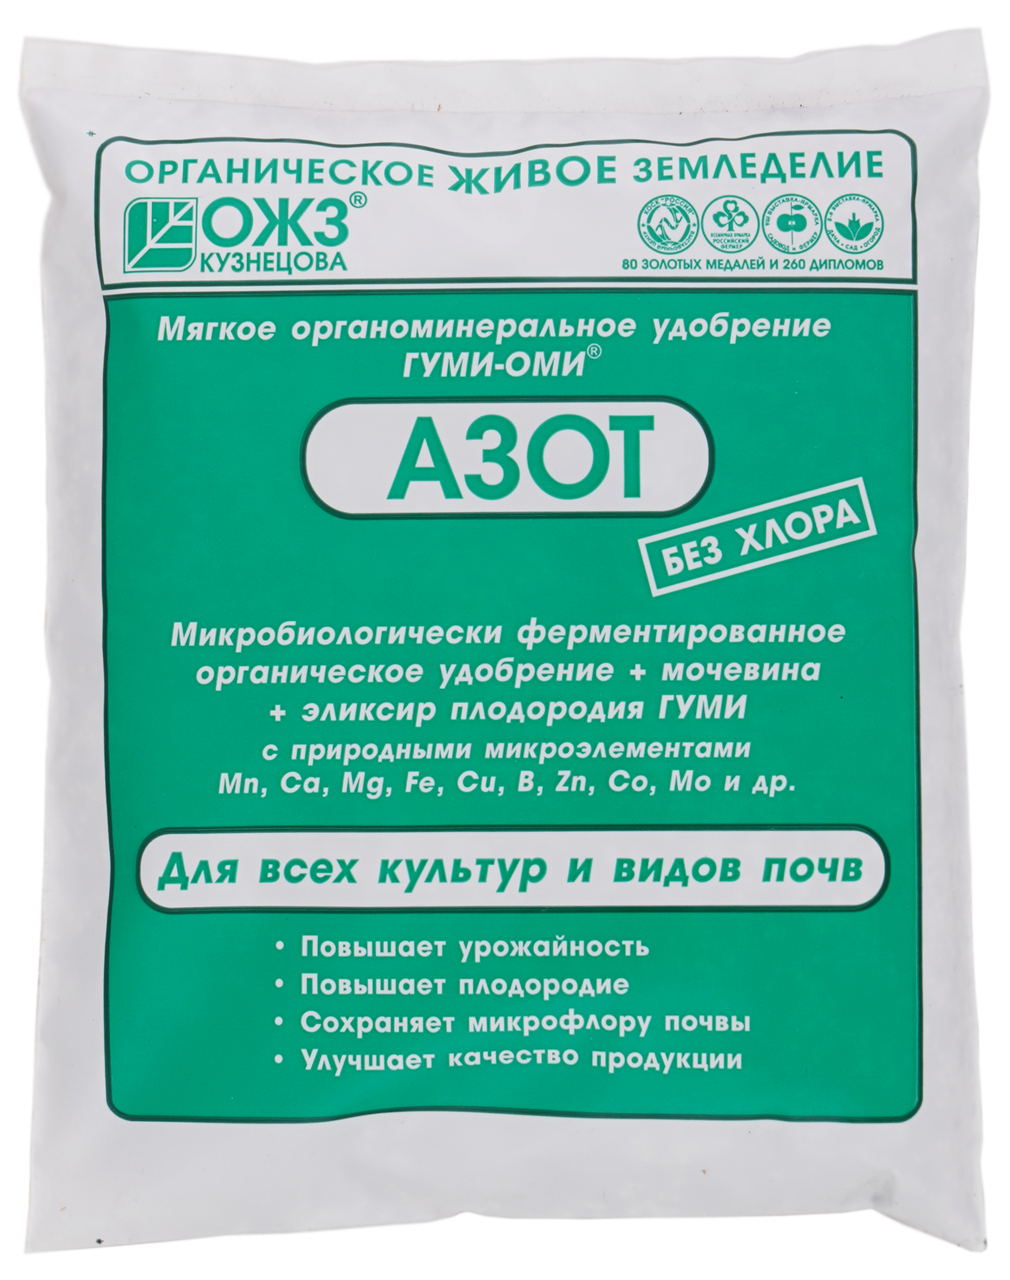 ОРГАНИЧЕСКОЕ ЖИВОЕ ЗЕМЛЕДЕЛИЕ
ОЖЗ®
КУЗНЕЦОВА
80 ЗОЛОТЫХ МЕДАЛЕЙ И 260 ДИПЛОМОВ
Мягкое органоминеральное удобрение
ГУМИ-ОМИ®
АЗОТ
БЕЗ ХЛОРА
Микробиологически ферментированное
органическое удобрение + мочевина
+ эликсир плодородия ГУМИ
с природными микроэлементами
Mn, Ca, Mg, Fe, Cu, B, Zn, Co, Mo и др.
Для всех культур и видов почв
• Повышает урожайность
• Повышает плодородие
• Сохраняет микрофлору почвы
• Улучшает качество продукции